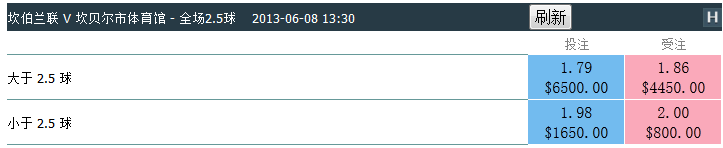 坎伯兰联 V 坎贝尔市体育馆 - 全场2.5球 2013-06-08 13:30 刷新 H
投注 受注
大于 2.5 球 1.79 1.86
$6500.00 $4450.00
小于 2.5 球 1.98 2.00
$1650.00 $800.00